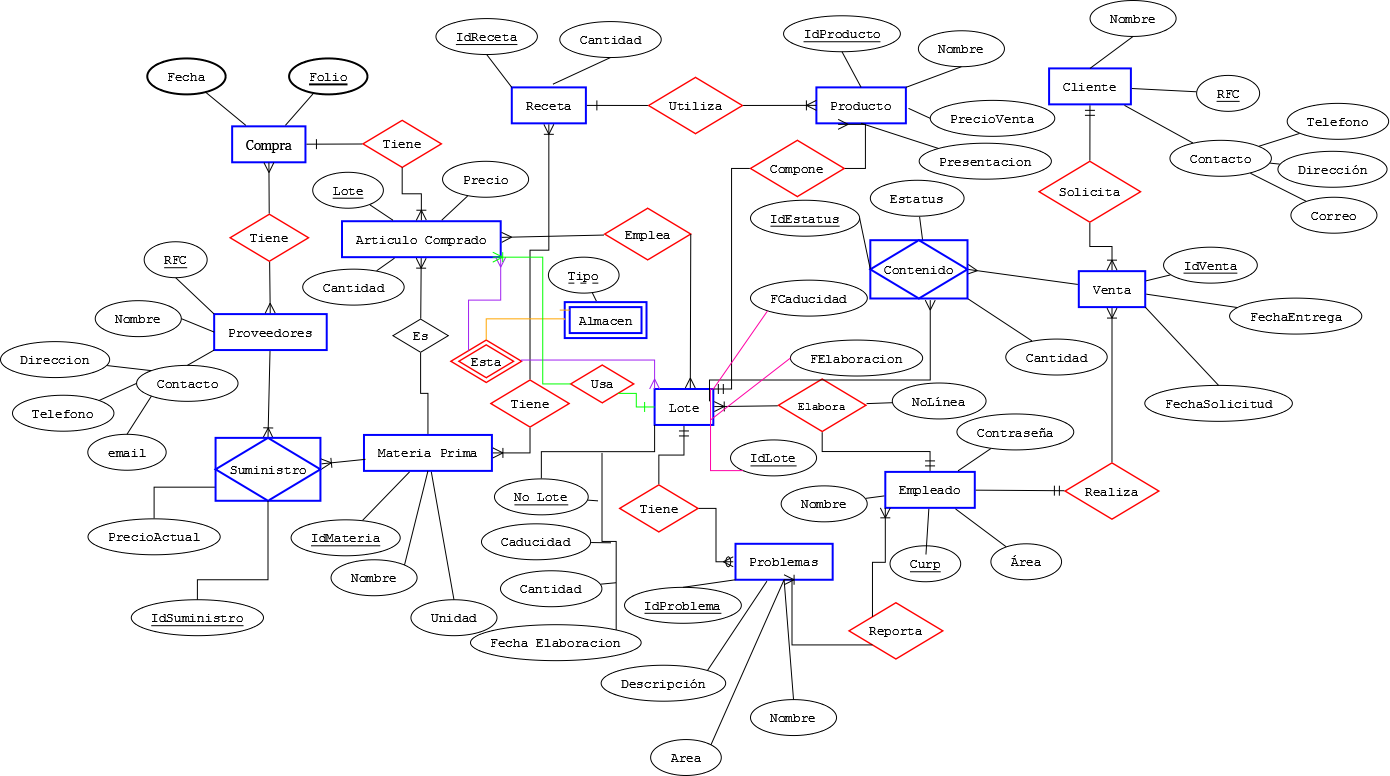 Nombre
IdReceta
Cantidad
IdProducto
Nombre
Fecha
Folio
Cliente
RFC
Receta
Utiliza
Producto
PrecioVenta
Telefono
Compra
Tiene
Presentacion
Contacto
Dirección
Compone
Lote
Precio
Solicita
Estatus
Correo
IdEstatus
Tiene
Articulo Comprado
Emplea
RFC
Contenido
IdVenta
Tipo
Cantidad
FCaducidad
Venta
FechaEntrega
Nombre
Proveedores
Almacen
Es
Direccion
Contacto
Esta
FElaboracion
Cantidad
Usa
Telefono
Tiene
Lote
Elabora
NoLínea
FechaSolicitud
email
Materia Prima
Contraseña
Suministro
IdLote
No Lote
Tiene
Nombre
Empleado
Realiza
PrecioActual
IdMateria
Caducidad
Problemas
Curp
Área
Nombre
Cantidad
IdSuministro
Unidad
IdProblema
Reporta
Fecha Elaboracion
Descripción
Nombre
Area